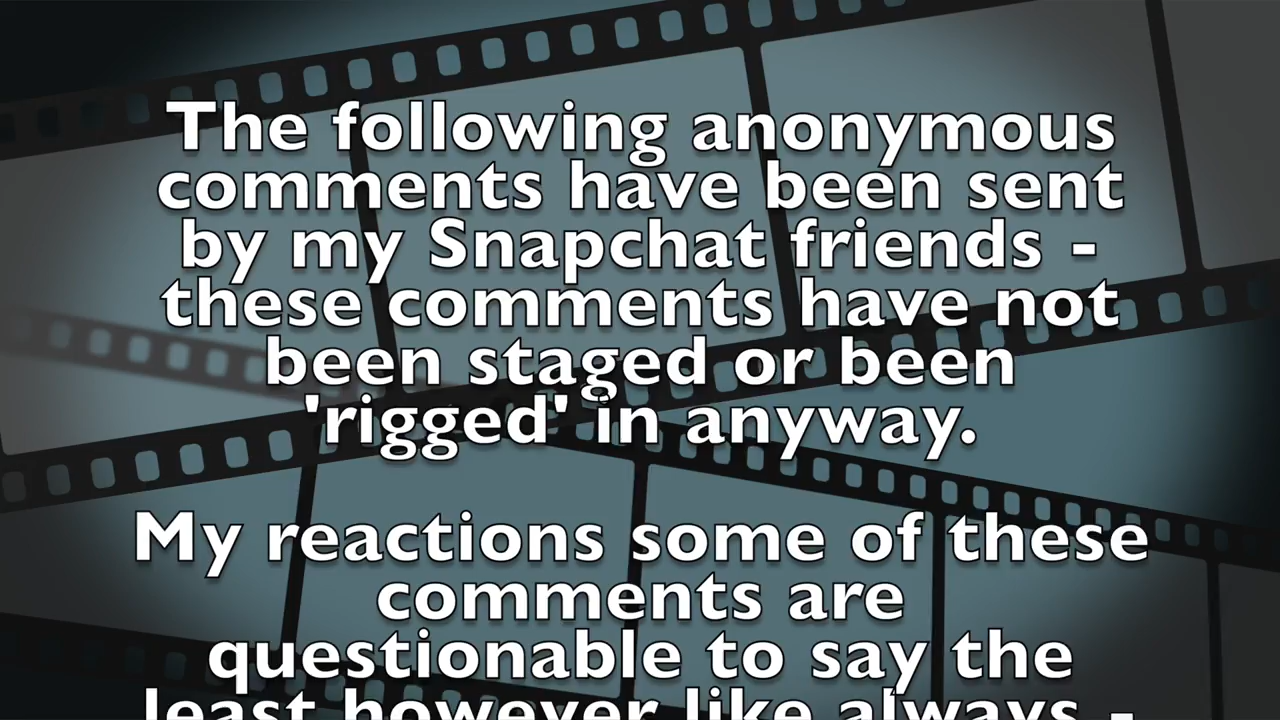 The following anonymous
comments have been sent
by my Snapchat friends -
these comments have not
been staged or been
'rigged' in anyway.
My reactions some of these
comments are
questionable to say the
least however like always -